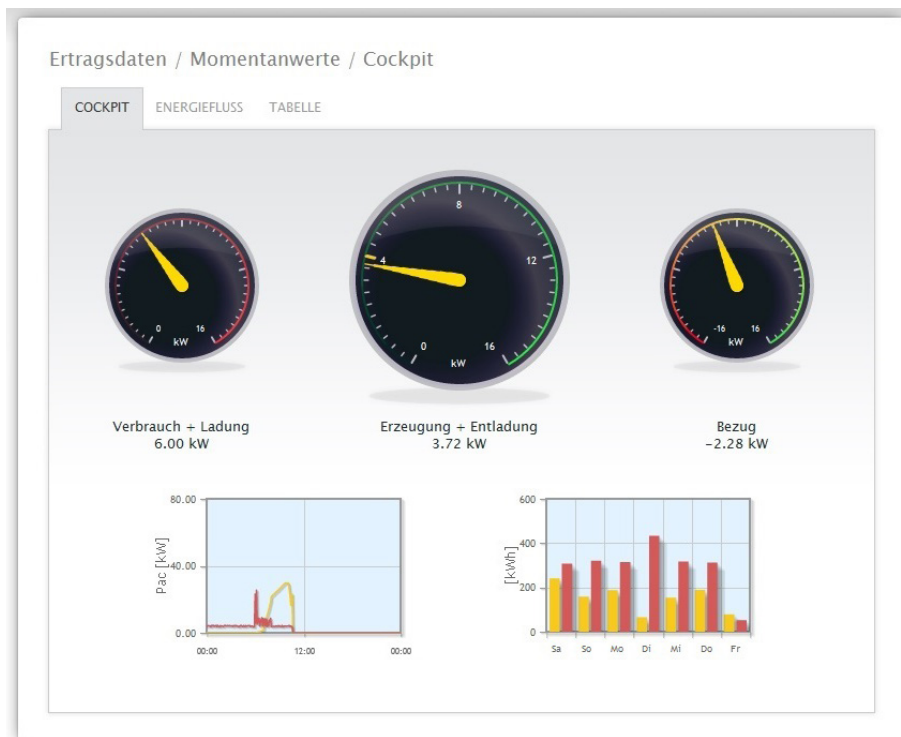 Ertragsdaten / Momentanwerte / Cockpit
COCKPIT ENERGIEFLUSS TABELLE
0 16
kW
4 8 12
0 16
kW
-16 16
kW
Verbrauch + Ladung
6.00 kW
Erzeugung + Entladung
3.72 kW
Bezug
-2.28 kW
80.00
40.00
0.00
Pac [kW]
00:00 12:00 00:00
600
400
200
0
[kWh]
Sa So Mo Di Mi Do Fr